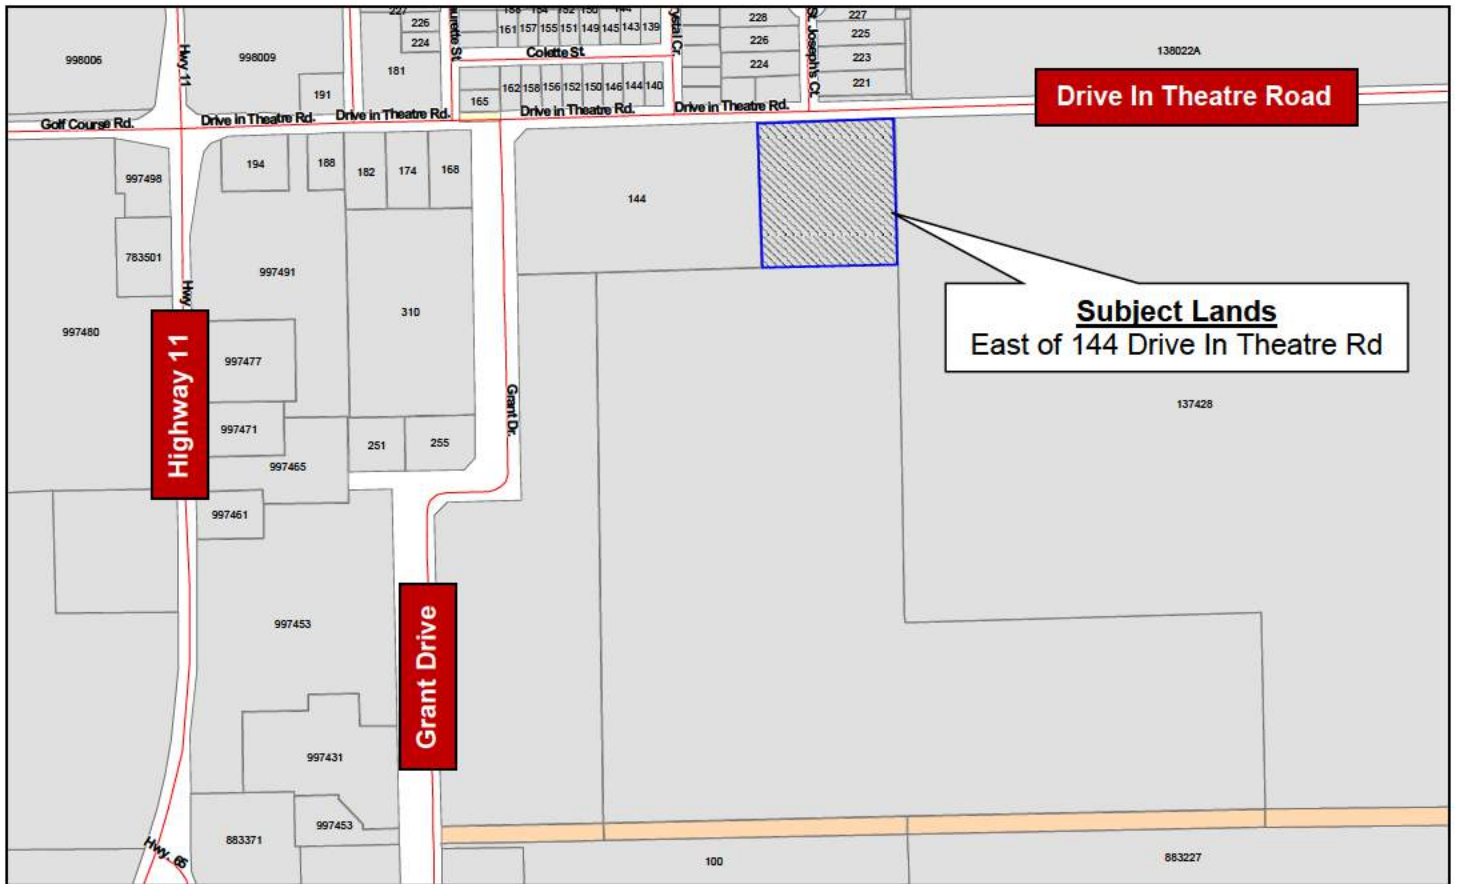 227
226
224
181
998006
Hwy 11
998009
191
161 157 155 151 149 145 143 139
Colette St.
162 158 156 152 150 146 144 140
165
228
226
224
St. Joseph's Ct.
227
225
223
221
138022A
Drive In Theatre Road
Golf Course Rd.
Drive in Theatre Rd.
Drive in Theatre Rd.
Drive in Theatre Rd.
Drive in Theatre Rd.
997498
194
188
182
174
168
144
783501
997491
Hwy
310
997480
Subject Lands
East of 144 Drive In Theatre Rd
997477
Highway 11
Grant Dr.
137428
997471
251
255
997465
997461
997453
Grant Drive
997431
997453
883371
Hwy. 65
100
883227